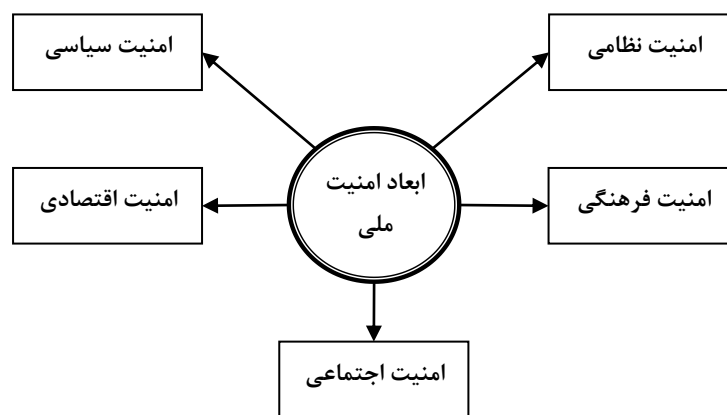 امنیت نظامی
امنیت سیاسی
ابعاد امنیت
ملی
امنیت فرهنگی
امنیت اقتصادی
امنیت اجتماعی